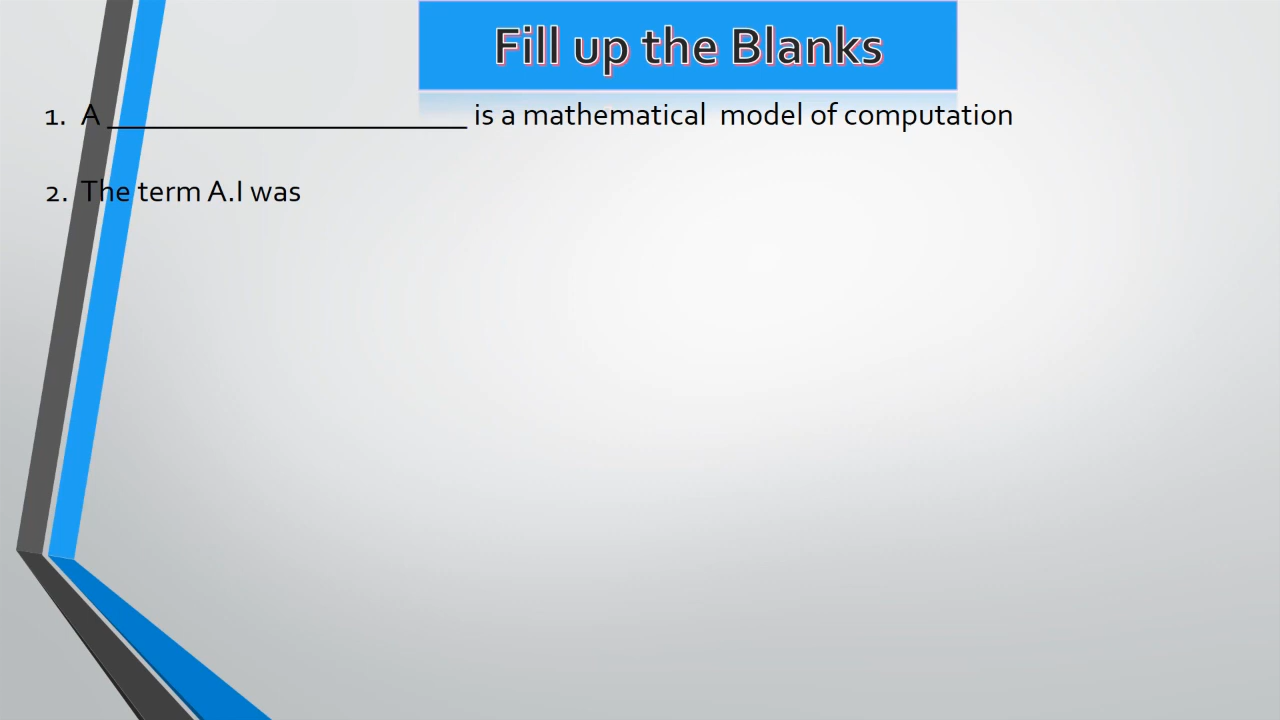 Fill up the Blanks
1. A ________________________ is a mathematical model of computation
2. The term A.I was